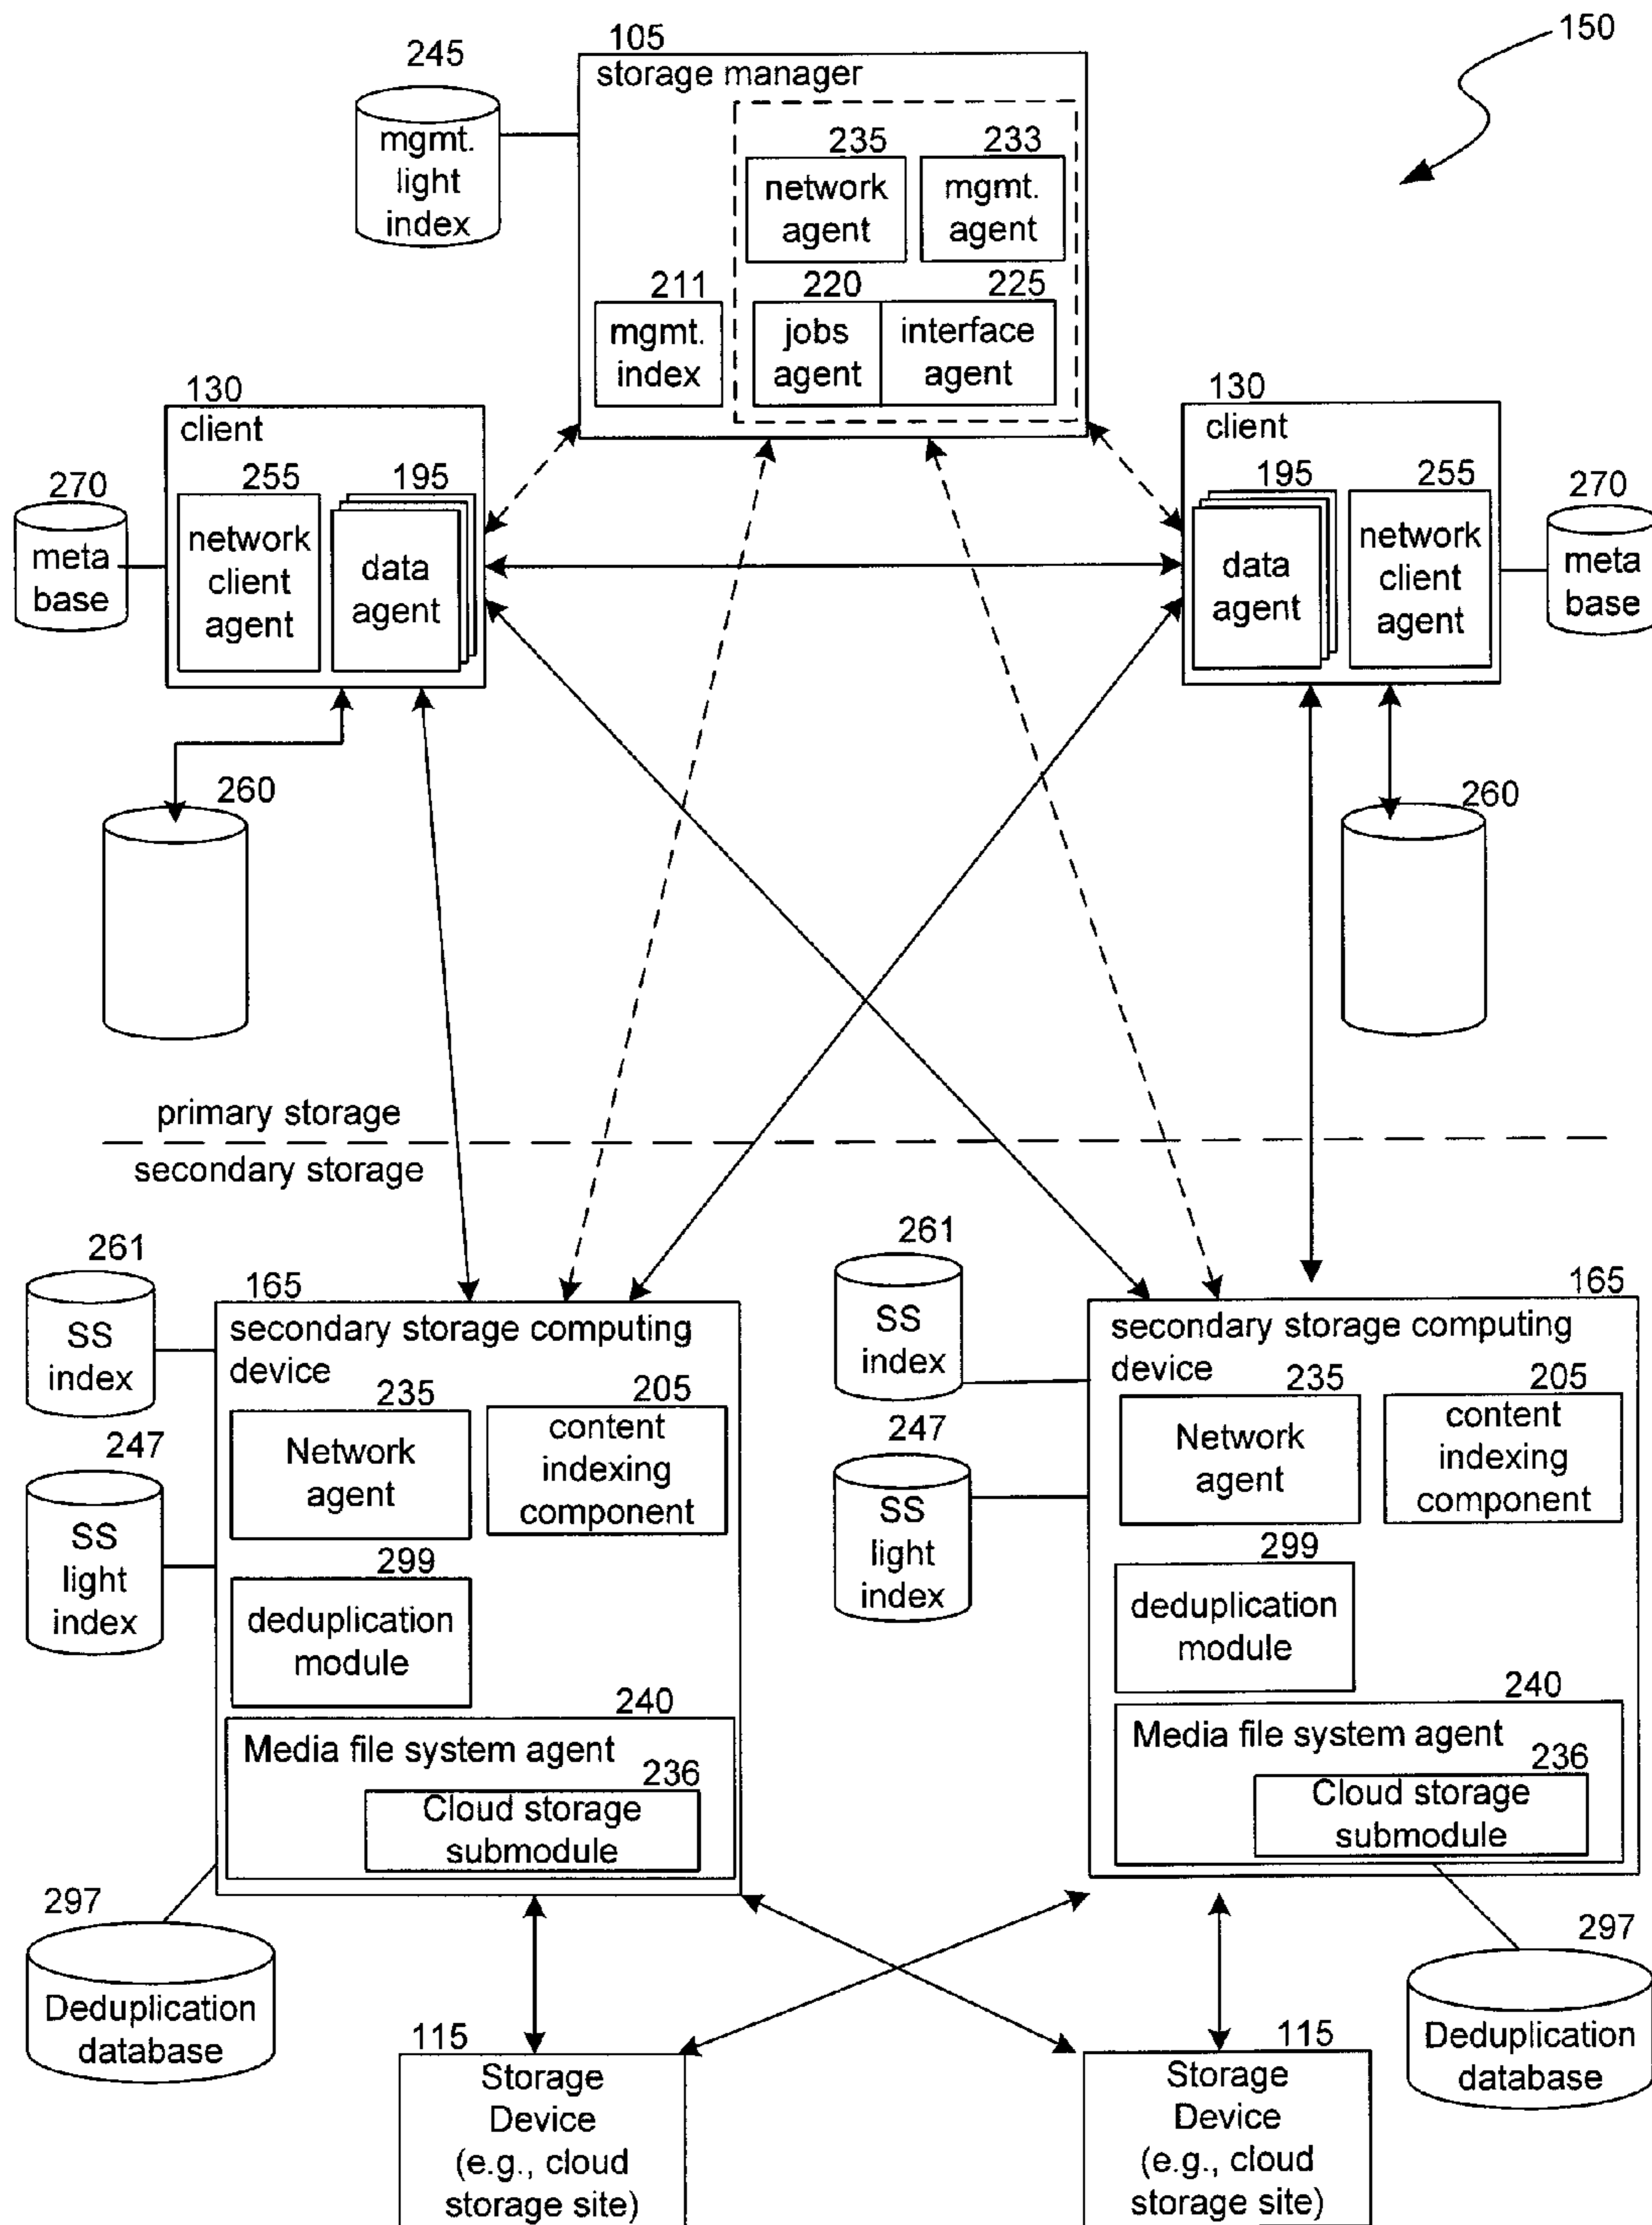 150
105
storage manager
245
mgmt.
light
index
235
network
agent
233
mgmt.
agent
211
mgmt.
index
220
jobs
agent
225
interface
agent
130
client
270
meta
base
255
network
client
agent
195
data
agent
130
client
195
data
agent
255
network
client
agent
270
meta
base
260
260
primary storage
secondary storage
261
SS
index
247
SS
light
index
165
secondary storage computing
device
235
Network
agent
205
content
indexing
component
299
deduplication
module
240
Media file system agent
236
Cloud storage
submodule
297
Deduplication
database
261
SS
index
247
SS
light
index
165
secondary storage computing
device
235
Network
agent
205
content
indexing
component
299
deduplication
module
240
Media file system agent
236
Cloud storage
submodule
297
Deduplication
database
115
Storage
Device
(e.g., cloud
storage site)
115
Storage
Device
(e.g., cloud
storage site)